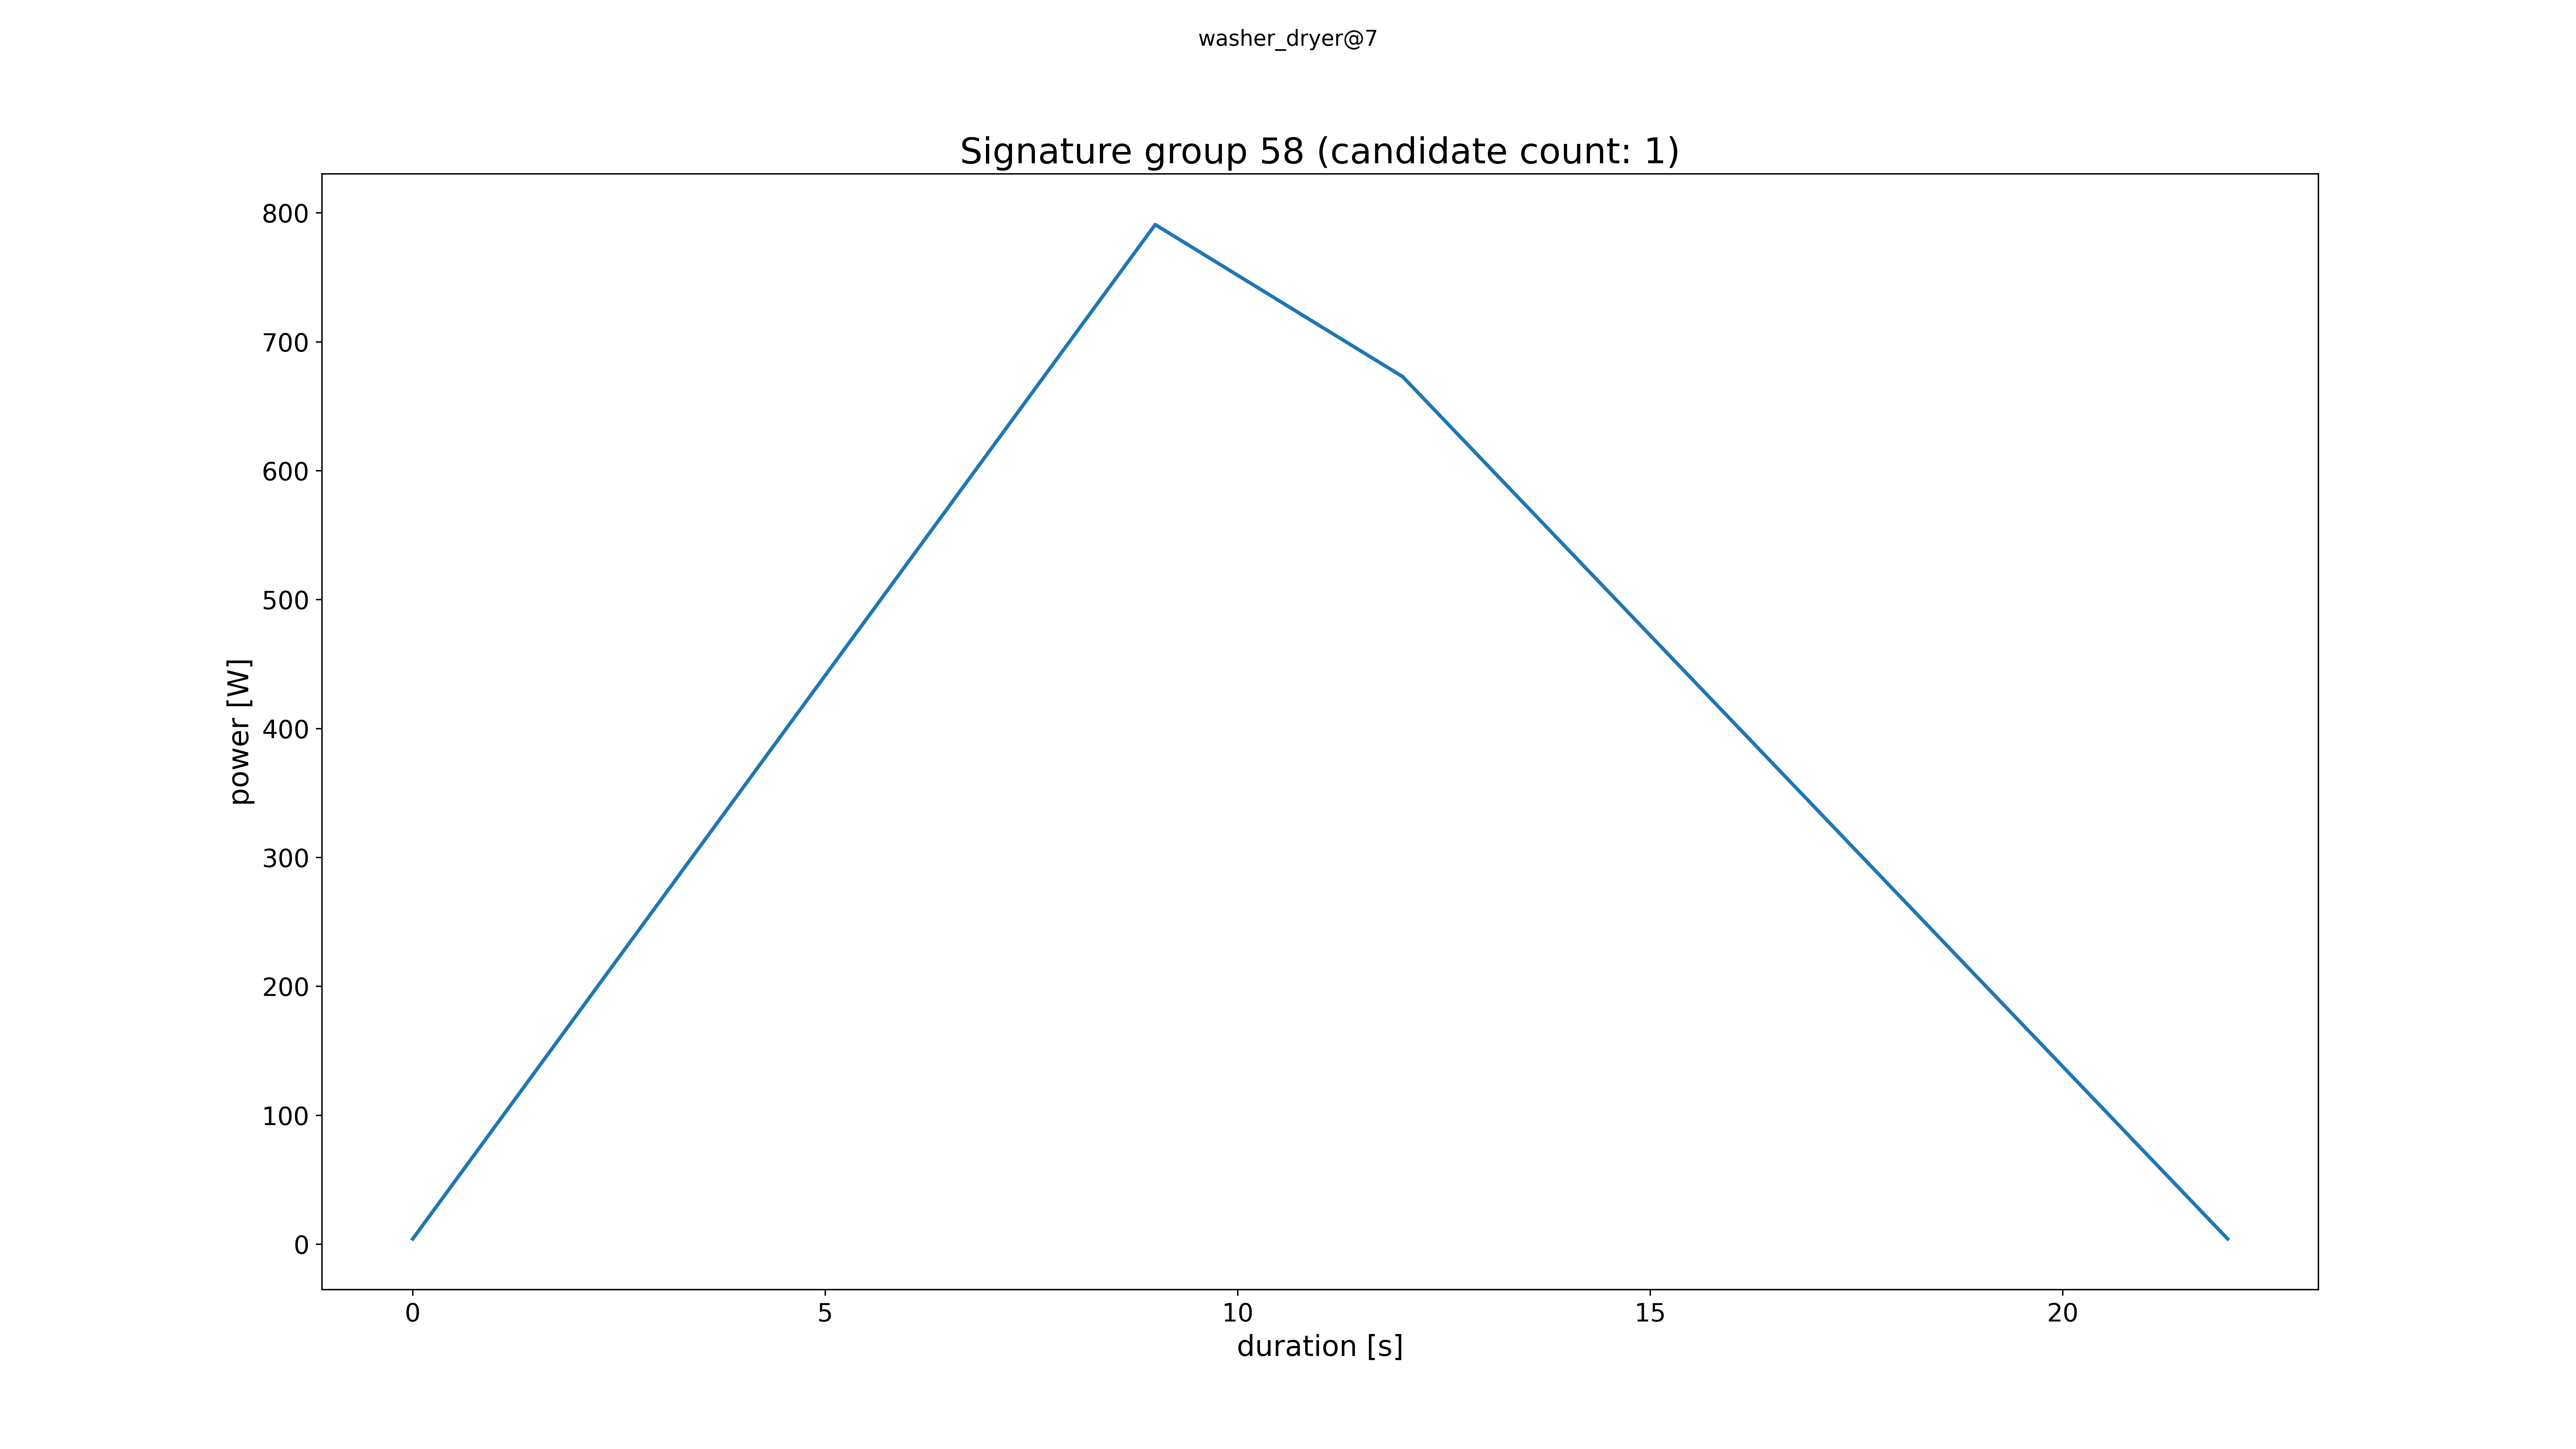 washer_dryer@7
Signature group 58 (candidate count: 1)
800
700
600
500
400
300
200
100
0
power [W]
0 5 10 15 20
duration [s]